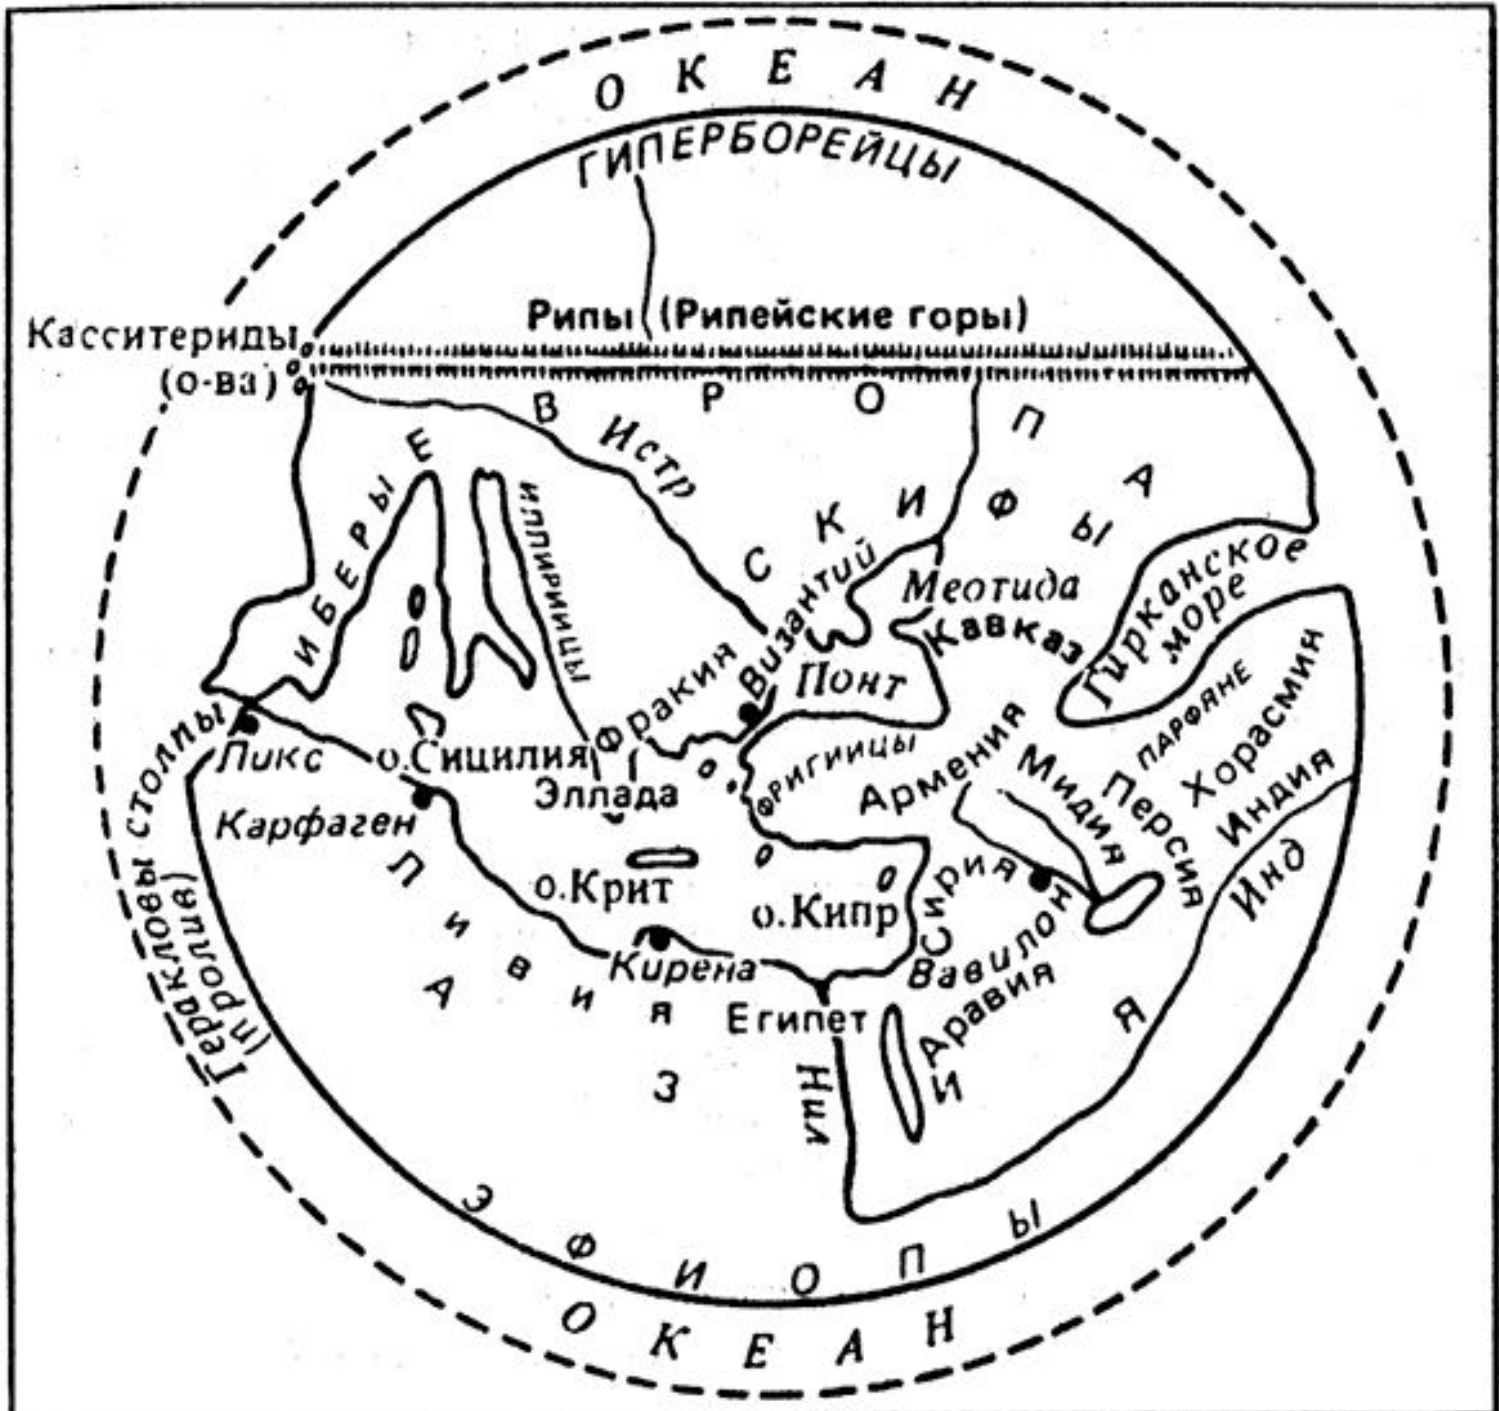 ОКЕАН
ГИПЕРБОРЕЙЦЫ
Рипы (Рипейские горы)
Касситериды
(о-ва)
ЕВРОПА
Истр
СКИФЫ
ИБЕРЫ
ИЛЛИРИЙЦЫ
Меотида
Кавказ
Гирканское
море
Фракия
Византий
Понт
Геракловы столпы
(пролив)
Ликс
о.Сицилия
Эллада
ФРИГИЙЦЫ
Армения
Мидия
Персия
ПАРФЯНЕ
Хорасмии
Индия
Инд
Карфаген
Ливия
о.Крит
о.Кипр
Сирия
Вавилон
Кирена
Египет
Аравия
АЗИЯ
Нил
ЭФИОПЫ
ОКЕАН